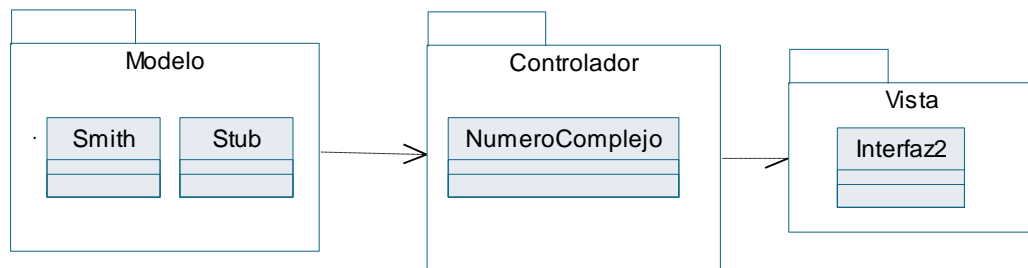 Modelo
Smith
Stub
Controlador
NumeroComplejo
Vista
Interfaz2